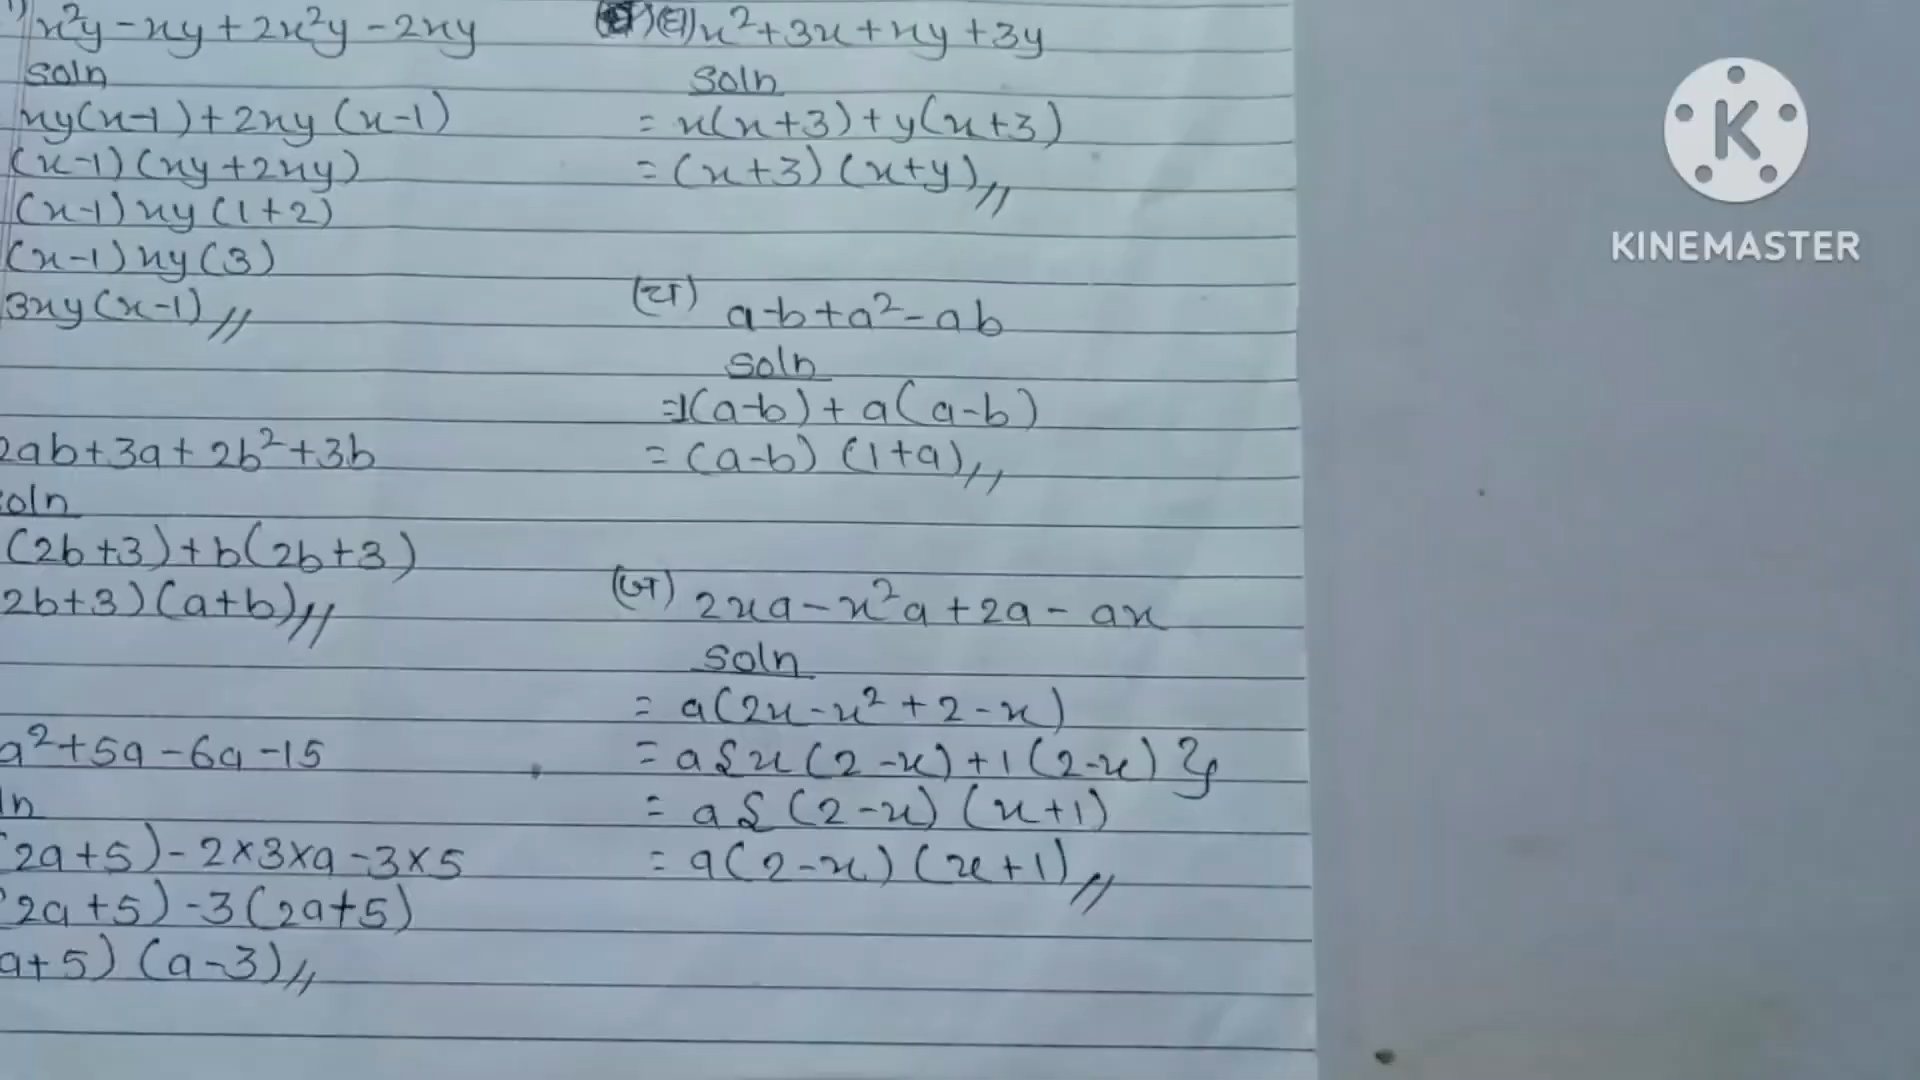 x²y-xy+2x²y-2xy
soln
xy(x-1)+2xy(x-1)
(x-1)(xy+2xy)
(x-1)xy(1+2)
(x-1)xy(3)
3xy(x-1)//
2ab+3a+2b²+3b
soln
(2b+3)+b(2b+3)
2b+3)(a+b)//
a²+5a-6a-15
ln
2a+5)-2×3×a-3×5
2a+5)-3(2a+5)
a+5)(a-3)//
x²+3x+xy+3y
soln
=x(x+3)+y(x+3)
=(x+3)(x+y)//
a-b+a²-ab
soln
=1(a-b)+a(a-b)
=(a-b)(1+a)//
(ज) 2xa-x²a+2a-ax
soln
=a(2x-x²+2-x)
=a{x(2-x)+1(2-x)}
=a{(2-x)(x+1)
=a(2-x)(x+1)//
K
KINEMASTER